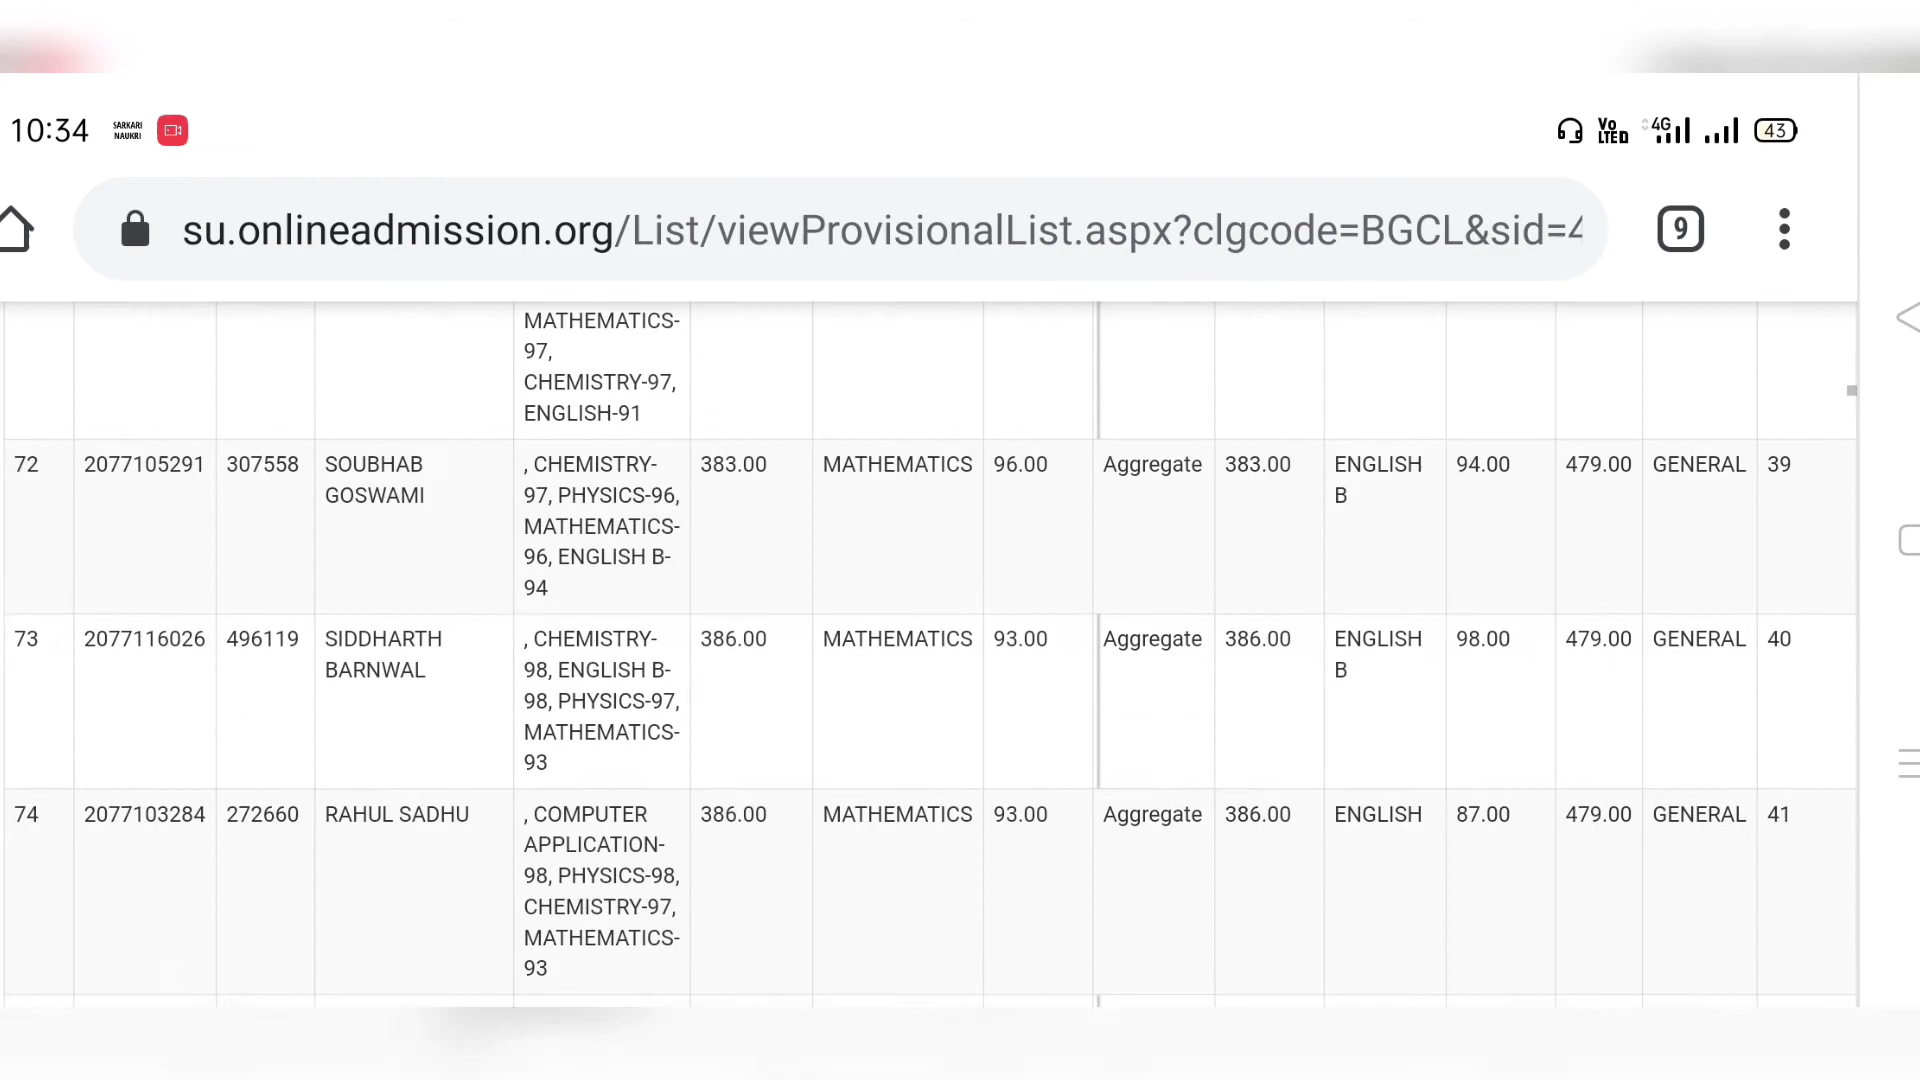 10:34 SARKARI NAUKRI Vo LTED 4G 43
su.onlineadmission.org/List/viewProvisionalList.aspx?clgcode=BGCL&sid=4 9
MATHEMATICS-
97,
CHEMISTRY-97,
ENGLISH-91
72 2077105291 307558 SOUBHAB , CHEMISTRY- 383.00 MATHEMATICS 96.00 Aggregate 383.00 ENGLISH 94.00 479.00 GENERAL 39
GOSWAMI 97, PHYSICS-96, B
MATHEMATICS-
96, ENGLISH B-
94
73 2077116026 496119 SIDDHARTH , CHEMISTRY- 386.00 MATHEMATICS 93.00 Aggregate 386.00 ENGLISH 98.00 479.00 GENERAL 40
BARNWAL 98, ENGLISH B- B
98, PHYSICS-97,
MATHEMATICS-
93
74 2077103284 272660 RAHUL SADHU , COMPUTER 386.00 MATHEMATICS 93.00 Aggregate 386.00 ENGLISH 87.00 479.00 GENERAL 41
APPLICATION-
98, PHYSICS-98,
CHEMISTRY-97,
MATHEMATICS-
93